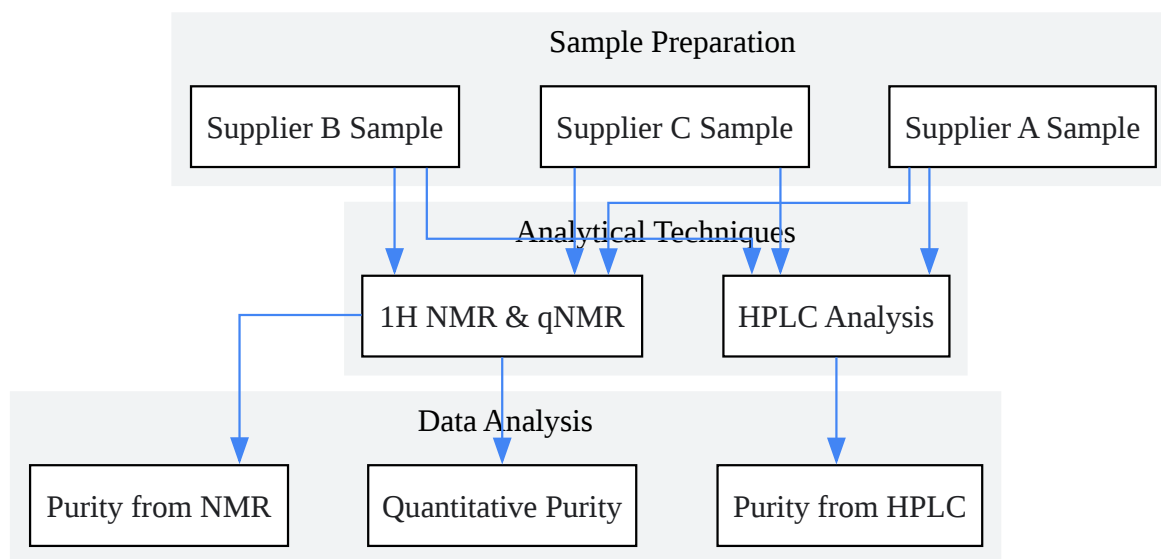 Sample Preparation
Supplier B Sample
Supplier C Sample
Supplier A Sample
Analytical Techniques
1H NMR & qNMR
HPLC Analysis
Data Analysis
Purity from NMR
Quantitative Purity
Purity from HPLC